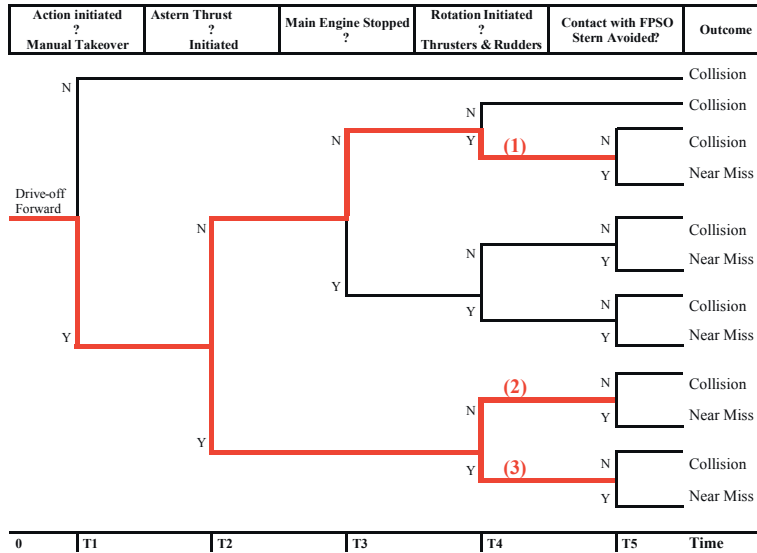 Action initiated
?
Manual Takeover
Astern Thrust
?
Initiated
Main Engine Stopped
?
Rotation Initiated
?
Thrusters & Rudders
Contact with FPSO
Stern Avoided?
Outcome
N
Collision
N
Collision
N
Y
(1)
N
Collision
Y
Near Miss
Drive-off
Forward
N
N
Collision
N
Y
Near Miss
Y
N
Collision
Y
Y
Near Miss
Y
(2)
N
Collision
N
Y
Near Miss
Y
Y
(3)
N
Collision
Y
Near Miss
0
T1
T2
T3
T4
T5
Time